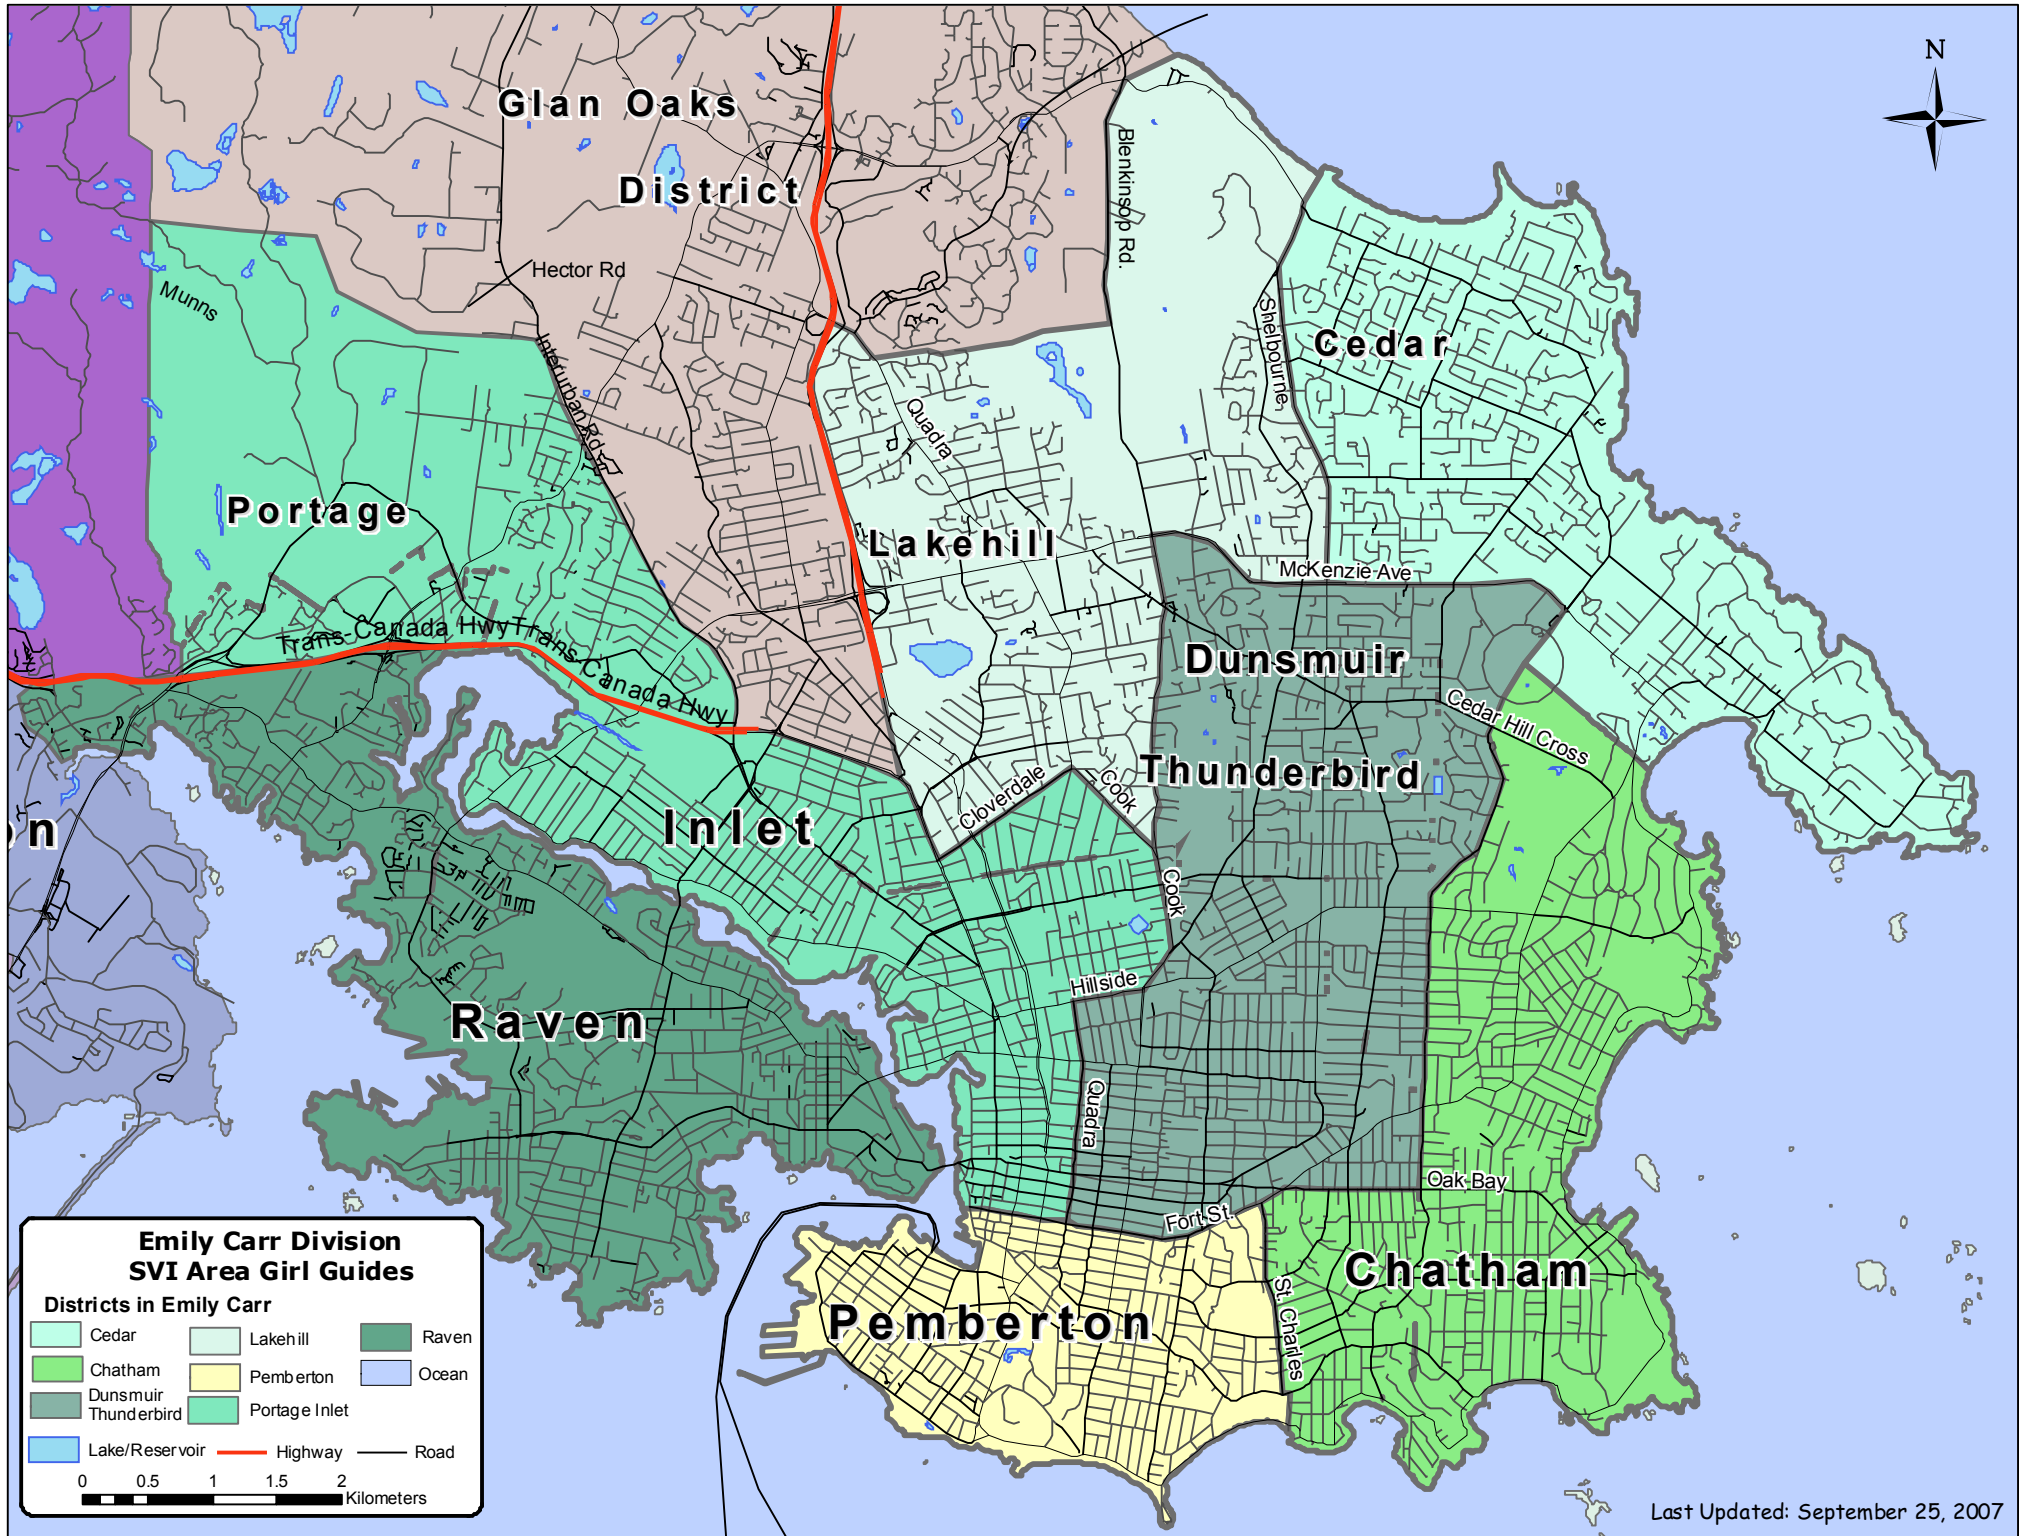 N
Glan Oaks
District
Blenkinsop Rd.
Hector Rd
Munns
Interurban Rd
Shelbourne
Cedar
Quadra
Portage
Lakehill
McKenzie Ave
Trans-Canada Hwy
Trans-Canada Hwy
Dunsmuir
Thunderbird
Cedar Hill Cross
Cloverdale
Cook
Inlet
on
Cook
Hillside
Raven
Quadra
Oak Bay
Fort St.
Chatham
St. Charles
Pemberton
Emily Carr Division
SVI Area Girl Guides
Districts in Emily Carr
Cedar
Lakehill
Raven
Chatham
Pemberton
Ocean
Dunsmuir
Thunderbird
Portage Inlet
Lake/Reservoir
Highway
Road
0 0.5 1 1.5 2
Kilometers
Last Updated: September 25, 2007